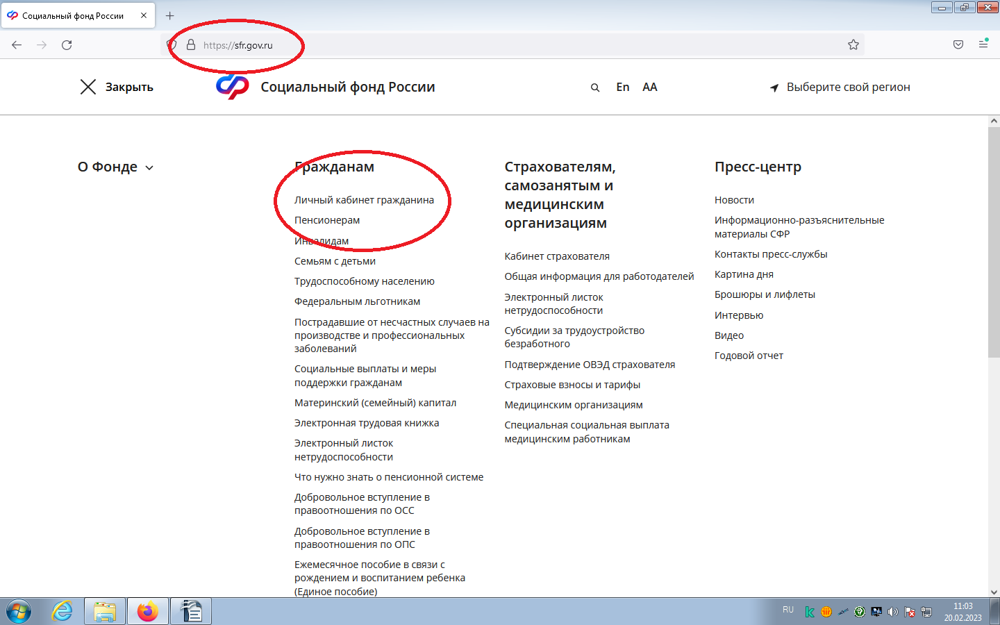 Социальный фонд России
https://sfr.gov.ru
Закрыть
Социальный фонд России
En
AA
Выберите свой регион
О Фонде
Гражданам
Личный кабинет гражданина
Пенсионерам
Инвалидам
Семьям с детьми
Трудоспособному населению
Федеральным льготникам
Пострадавшие от несчастных случаев на
производстве и профессиональных
заболеваний
Социальные выплаты и меры
поддержки гражданам
Материнский (семейный) капитал
Электронная трудовая книжка
Электронный листок
нетрудоспособности
Что нужно знать о пенсионной системе
Добровольное вступление в
правоотношения по ОСС
Добровольное вступление в
правоотношения по ОПС
Ежемесячное пособие в связи с
рождением и воспитанием ребенка
(Единое пособие)
Страхователям,
самозанятым и
медицинским
организациям
Кабинет страхователя
Общая информация для работодателей
Электронный листок
нетрудоспособности
Субсидии за трудоустройство
безработного
Подтверждение ОВЭД страхователя
Страховые взносы и тарифы
Медицинским организациям
Специальная социальная выплата
медицинским работникам
Пресс-центр
Новости
Информационно-разъяснительные
материалы СФР
Контакты пресс-службы
Картина дня
Брошюры и лифлеты
Интервью
Видео
Годовой отчет
RU
11:03
20.02.2023